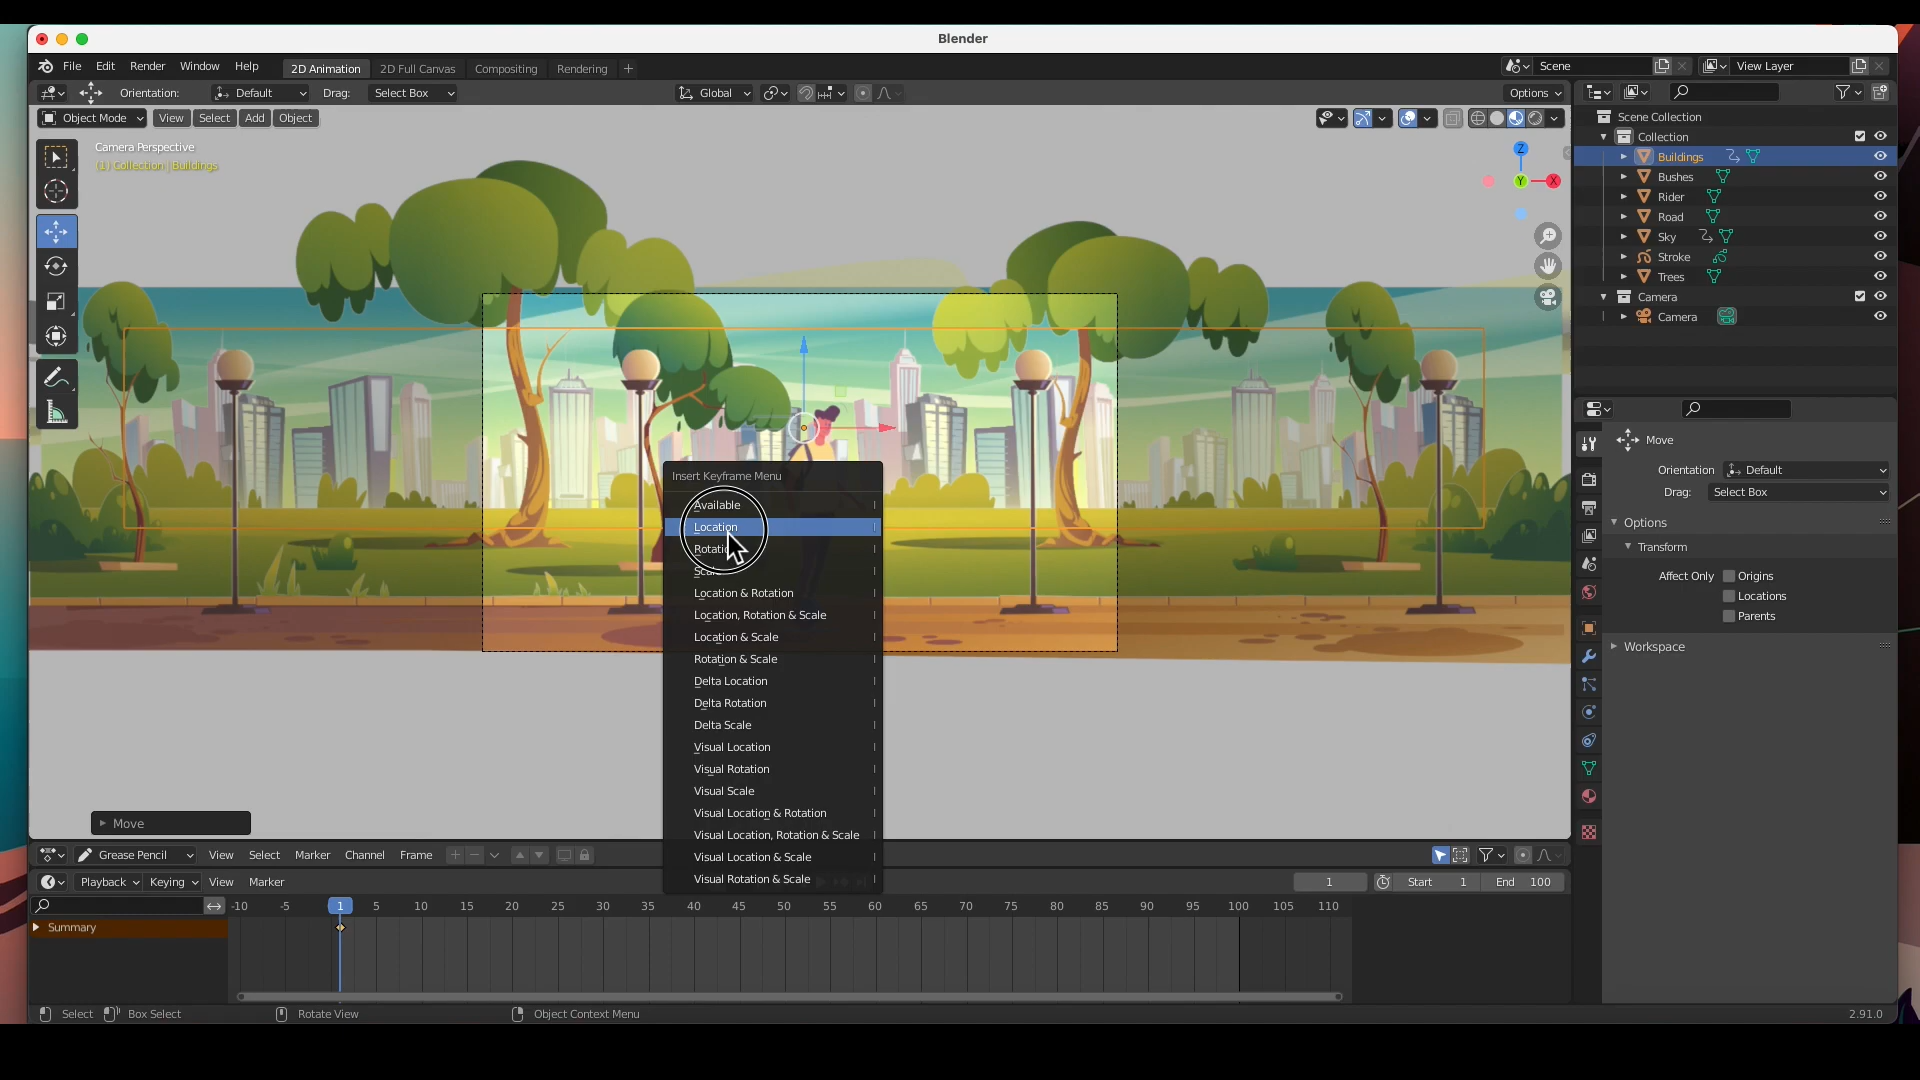 Blender
File Edit Render Window Help 2D Animation 2D Full Canvas Compositing Rendering + Scene View Layer
Orientation: Default Drag: Select Box Global Options
Object Mode View Select Add Object
Camera Perspective
(1) Collection | Buildings
Z
Y X
Scene Collection
Collection
Buildings
Bushes
Rider
Road
Sky
Stroke
Trees
Camera
Camera
Move
Orientation Default
Drag: Select Box
Options
Transform
Affect Only Origins
Locations
Parents
Workspace
Insert Keyframe Menu
Available I
Location I
Rotation I
Scale I
Location & Rotation I
Location, Rotation & Scale I
Location & Scale I
Rotation & Scale I
Delta Location I
Delta Rotation I
Delta Scale I
Visual Location I
Visual Rotation I
Visual Scale I
Visual Location & Rotation I
Visual Location, Rotation & Scale I
Visual Location & Scale I
Visual Rotation & Scale I
Move
Grease Pencil View Select Marker Channel Frame
Playback Keying View Marker 1 Start 1 End 100
-10 -5 1 5 10 15 20 25 30 35 40 45 50 55 60 65 70 75 80 85 90 95 100 105 110
Summary
Select Box Select Rotate View Object Context Menu 2.91.0